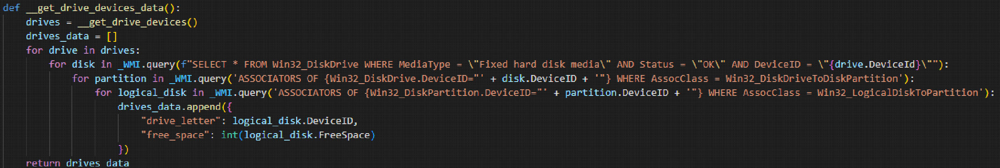 def __get_drive_devices_data():
    drives = __get_drive_devices()
    drives_data = []
    for drive in drives:
        for disk in _WMI.query(f"SELECT * FROM Win32_DiskDrive WHERE MediaType = \"Fixed hard disk media\" AND Status = \"OK\" AND DeviceID = \"{drive.DeviceId}\""):
            for partition in _WMI.query('ASSOCIATORS OF {Win32_DiskDrive.DeviceID="' + disk.DeviceID + '"} WHERE AssocClass = Win32_DiskDriveToDiskPartition'):
                for logical_disk in _WMI.query('ASSOCIATORS OF {Win32_DiskPartition.DeviceID="' + partition.DeviceID + '"} WHERE AssocClass = Win32_LogicalDiskToPartition'):
                    drives_data.append({
                        "drive_letter": logical_disk.DeviceID,
                        "free_space": int(logical_disk.FreeSpace)
                    })
    return drives_data